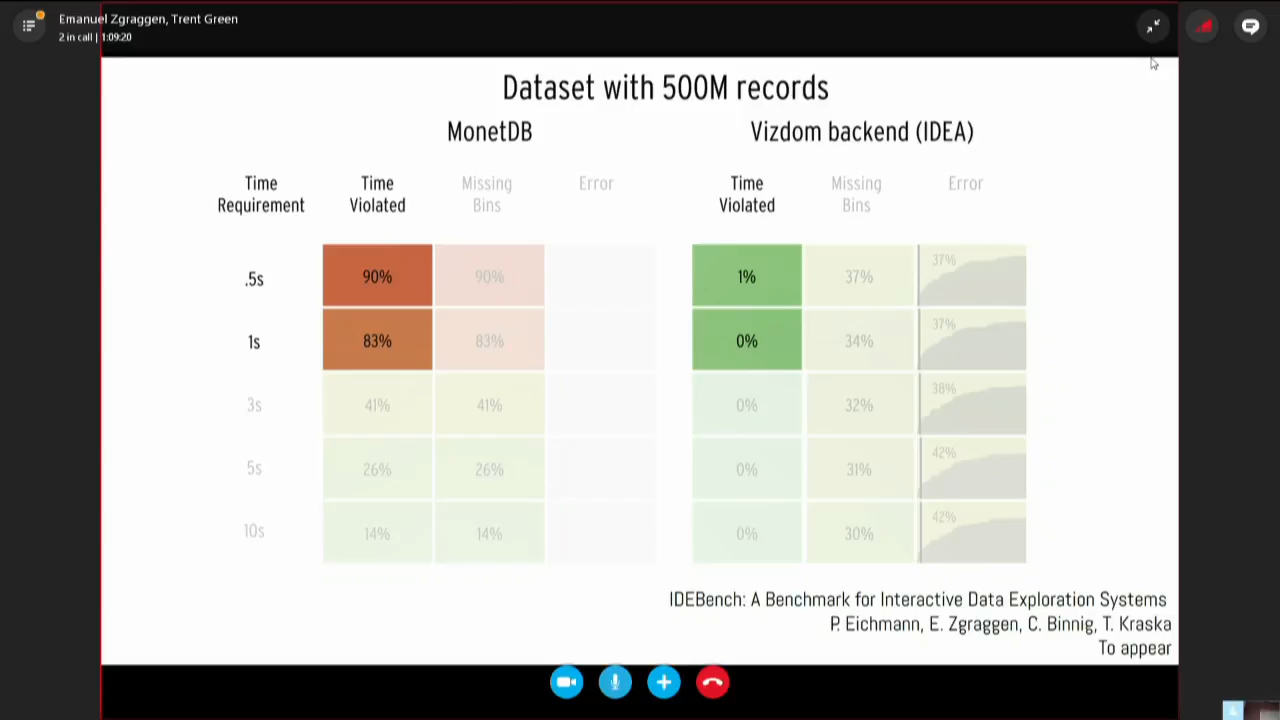 Emanuel Zgraggen, Trent Green
2 in call | 1:09:20
Dataset with 500M records
MonetDB
Vizdom backend (IDEA)
Time Requirement
Time Violated
Missing Bins
Error
Time Violated
Missing Bins
Error
.5s 90% 90% 1% 37% 37%
1s 83% 83% 0% 34% 37%
3s 41% 41% 0% 32% 38%
5s 26% 26% 0% 31% 42%
10s 14% 14% 0% 30% 42%
IDEBench: A Benchmark for Interactive Data Exploration Systems
P. Eichmann, E. Zgraggen, C. Binnig, T. Kraska
To appear